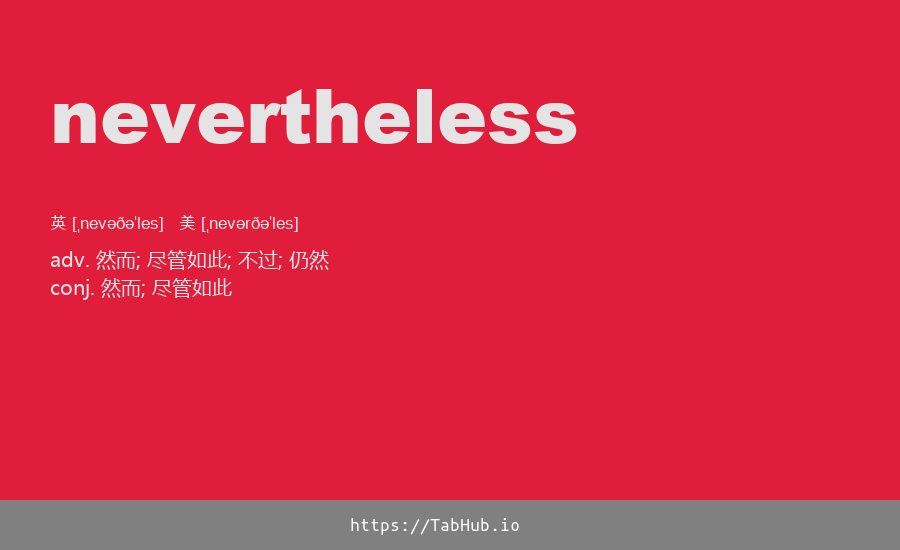 nevertheless
英 [ˌnevəðəˈles] 美 [ˌnevərðəˈles]
adv. 然而; 尽管如此; 不过; 仍然
conj. 然而; 尽管如此
https://TabHub.io